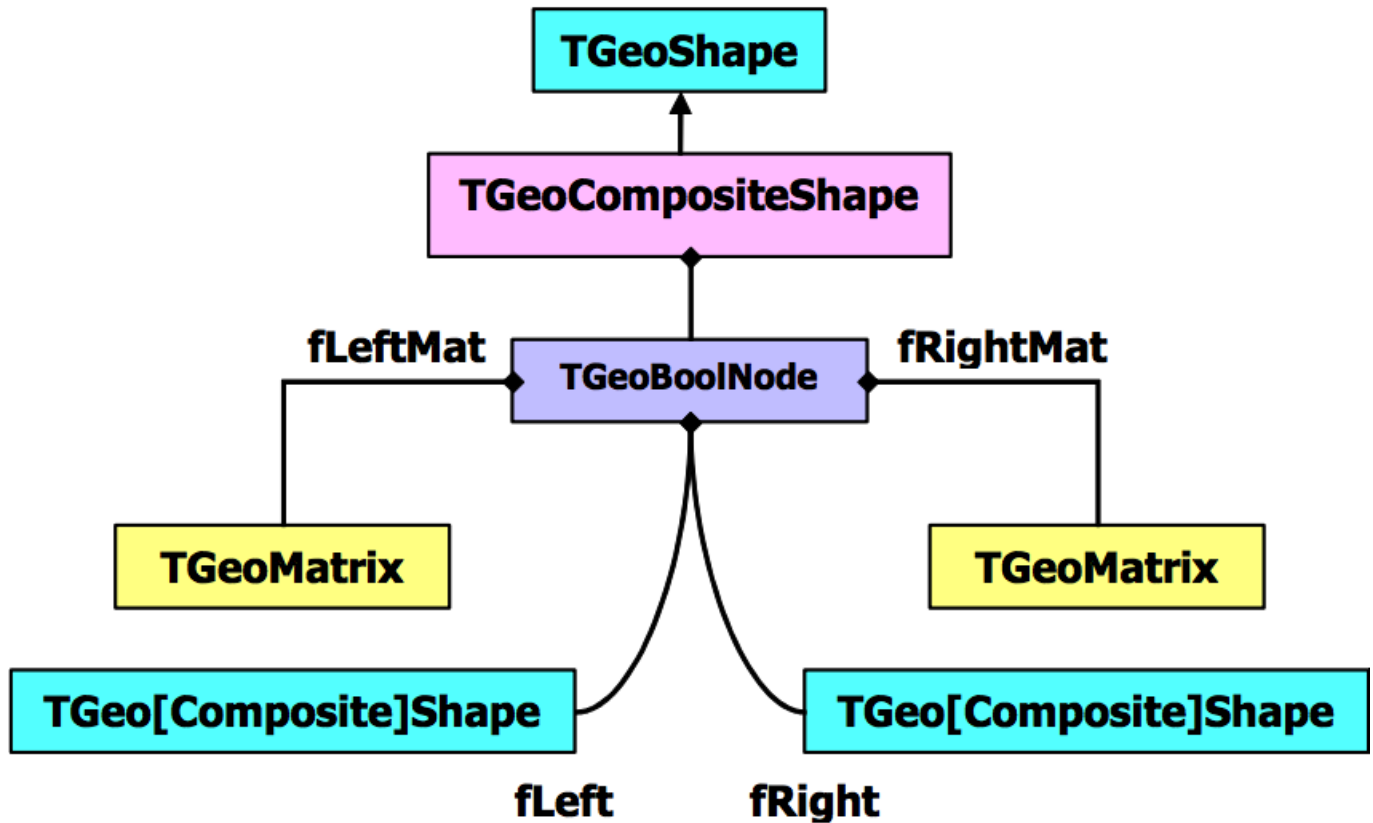 TGeoShape
TGeoCompositeShape
fLeftMat
TGeoBoolNode
fRightMat
TGeoMatrix
TGeoMatrix
TGeo[Composite]Shape
TGeo[Composite]Shape
fLeft
fRight